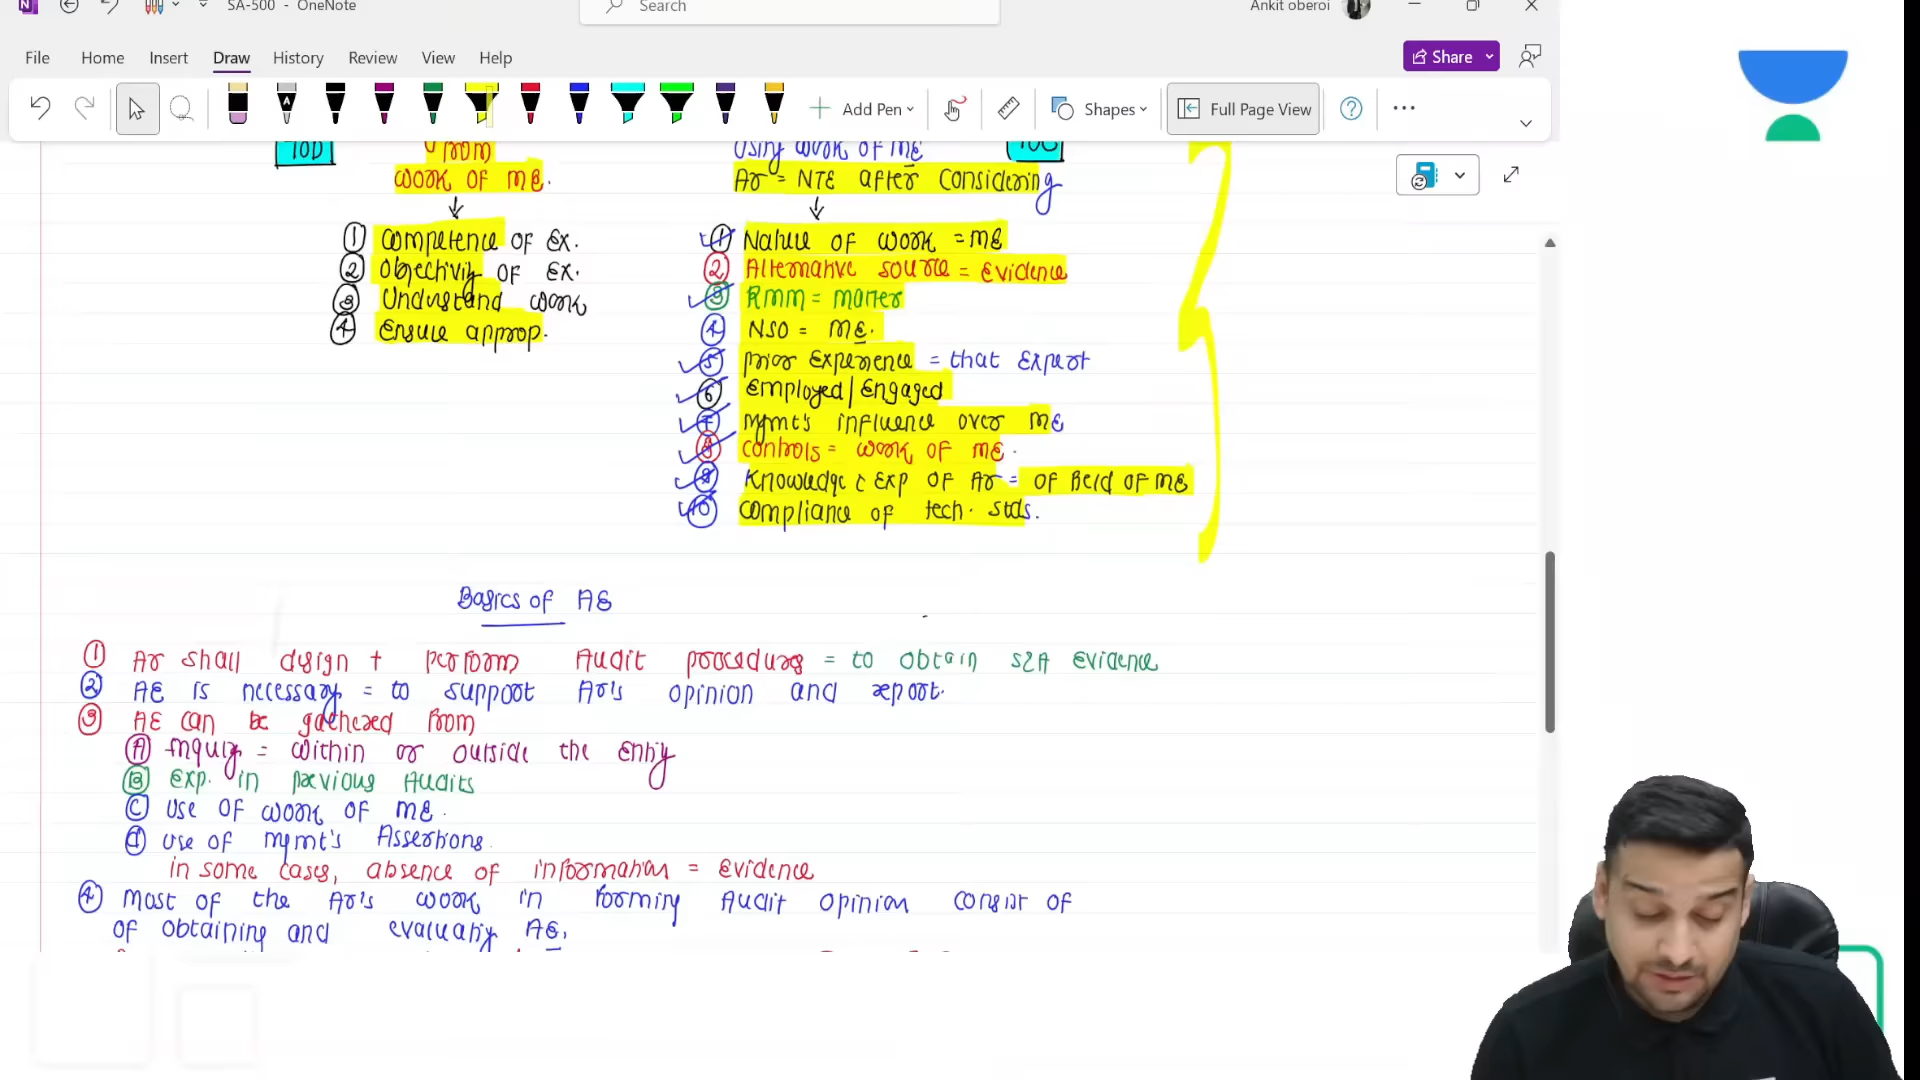 SA-500 - OneNote
Search
Ankit oberoi
File Home Insert Draw History Review View Help
Share
Add Pen
Shapes
Full Page View
TOD
From
work of ME.
using work of ME
TOC
Ar = NTE after Considering
① Competence of Ex.
② Objectivity of Ex.
③ Understand work
④ Ensure approp.
① Nature of work = ME
② Alternative source = Evidence
③ RMM = matter
④ NSO = ME.
⑤ prior Experience = that Expert
⑥ Employed/Engaged
⑦ Mgmt's influence over ME
⑧ Controls = work of ME.
⑨ Knowledge & Exp of Ar = of Field of ME
⑩ Compliance of tech. stds.
Basics of AE
① Ar shall design + perform Audit procedures = to obtain S&A Evidence
② AE is necessary = to support Ar's opinion and report.
③ AE can be gathered from
Ⓐ Inquiry = within or outside the Entity
Ⓑ Exp. in previous Audits
Ⓒ Use of work of ME.
ⓓ Use of Mgmt's Assertions.
in some cases, absence of information = Evidence
④ Most of the Ar's work in forming Audit opinion consist of
of obtaining and evaluating AE.